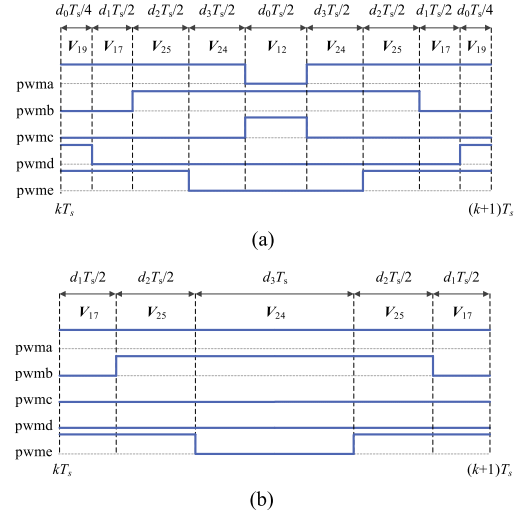 d₀Tₛ/4 d₁Tₛ/2 d₂Tₛ/2 d₃Tₛ/2 d₀Tₛ/2 d₃Tₛ/2 d₂Tₛ/2 d₁Tₛ/2 d₀Tₛ/4
V₁₉ V₁₇ V₂₅ V₂₄ V₁₂ V₂₄ V₂₅ V₁₇ V₁₉
pwma
pwmb
pwmc
pwmd
pwme
kTₛ (k+1)Tₛ
(a)
d₁Tₛ/2 d₂Tₛ/2 d₃Tₛ d₂Tₛ/2 d₁Tₛ/2
V₁₇ V₂₅ V₂₄ V₂₅ V₁₇
pwma
pwmb
pwmc
pwmd
pwme
kTₛ (k+1)Tₛ
(b)